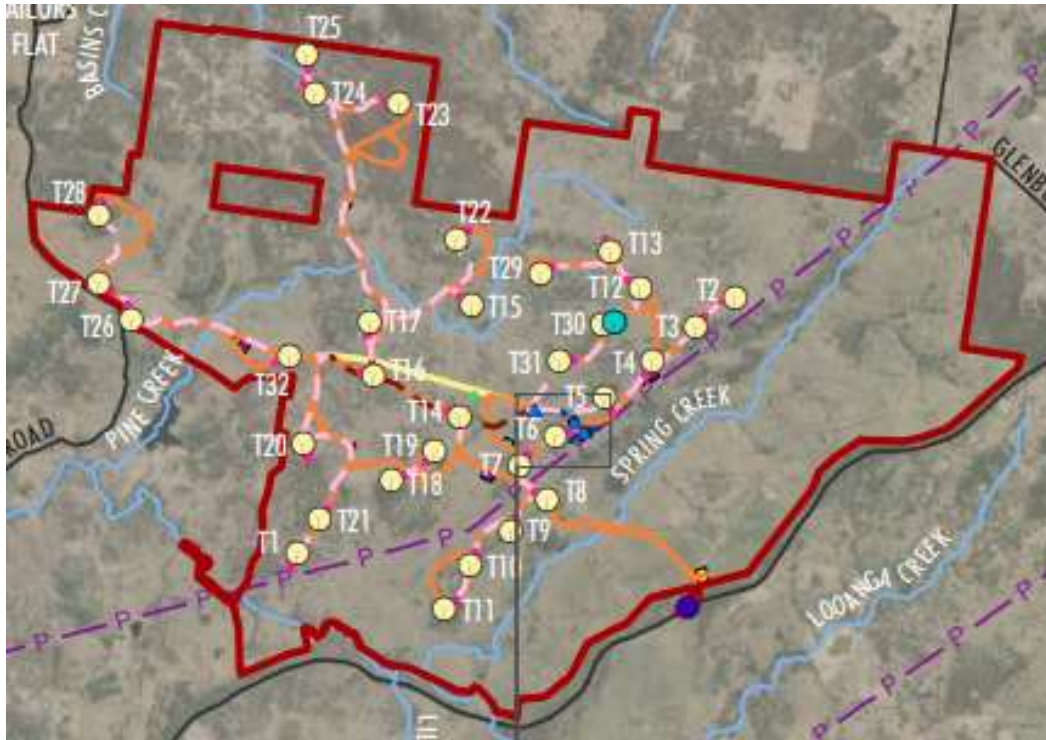 FLAT
T25
BASINS C
T24
T23
GLENB
T28
T22
T13
T29
T27
T12
T2
T26
T15
T30
T3
T17
T31
T4
T16
T32
PINE CREEK
T14
T5
SPRING CREEK
ROAD
T20
T19
T6
T7
T18
T8
T21
T9
T1
T10
LOOANGA CREEK
T11
P
P
P
P
P
P
P
P
P
P
P
P